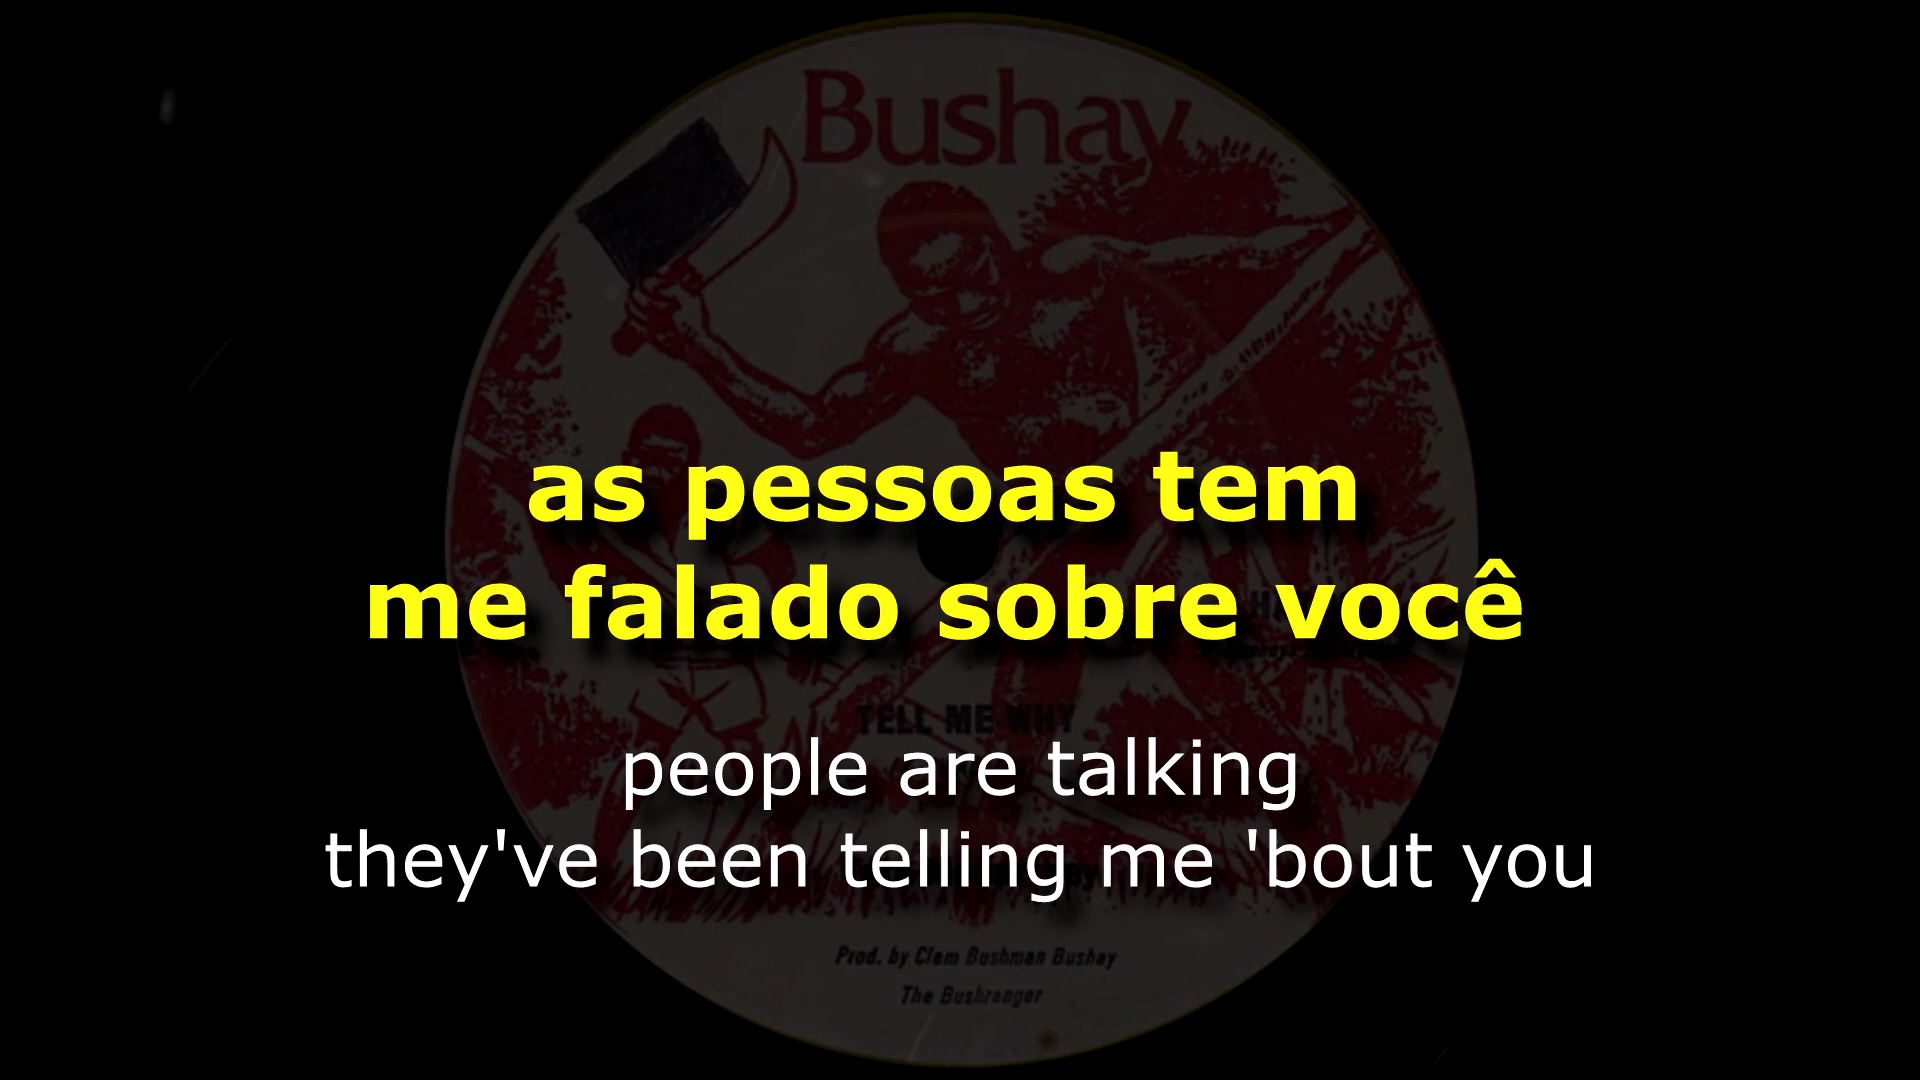 Bushay
as pessoas tem
me falado sobre você
TELL ME WHY
people are talking
they've been telling me 'bout you
Prod. by Clem Bushman Bushay
The Bushranger